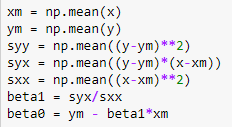 xm = np.mean(x)
ym = np.mean(y)
syy = np.mean((y-ym)**2)
syx = np.mean((y-ym)*(x-xm))
sxx = np.mean((x-xm)**2)
beta1 = syx/sxx
beta0 = ym - beta1*xm